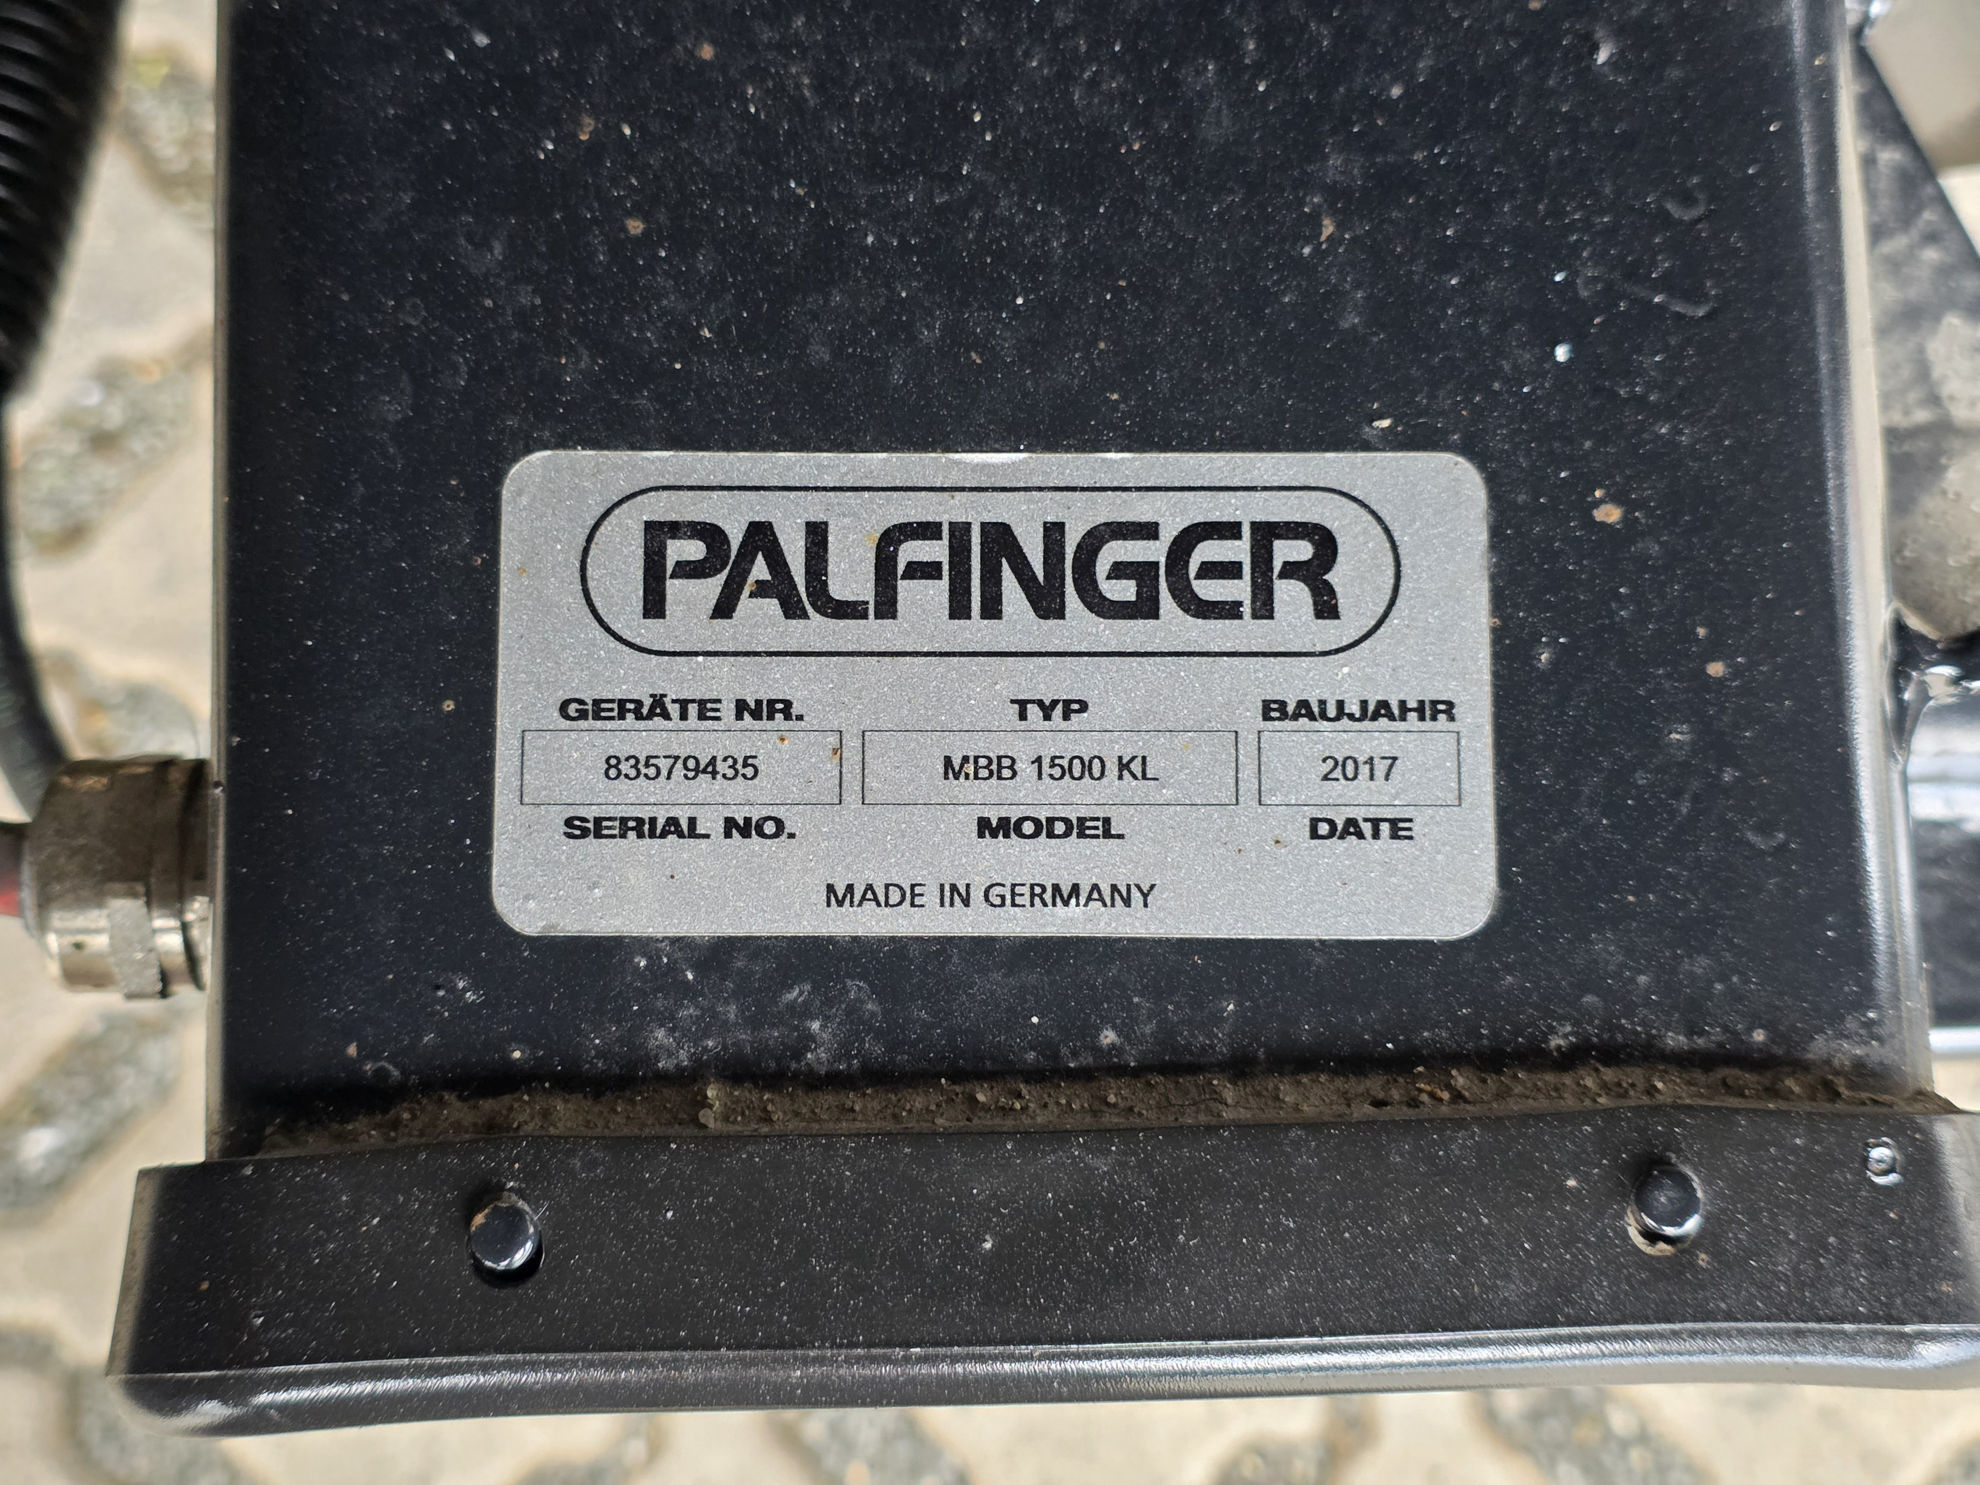 PALFINGER
GERÄTE NR. TYP BAUJAHR
83579435 MBB 1500 KL 2017
SERIAL NO. MODEL DATE
MADE IN GERMANY